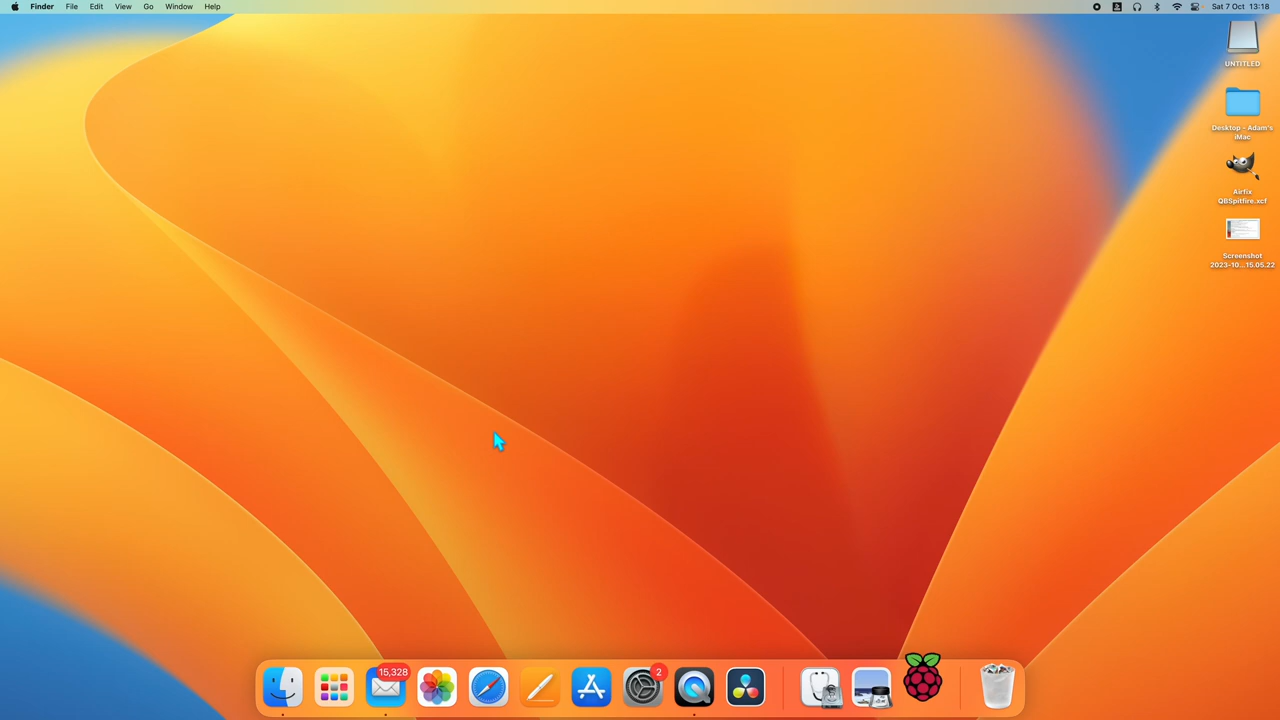 Finder File Edit View Go Window Help Sat 7 Oct 13:18
UNTITLED
Desktop - Adam's
iMac
Airfix
QBSpitfire.xcf
Screenshot
2023-10...15.05.22
15,328
2